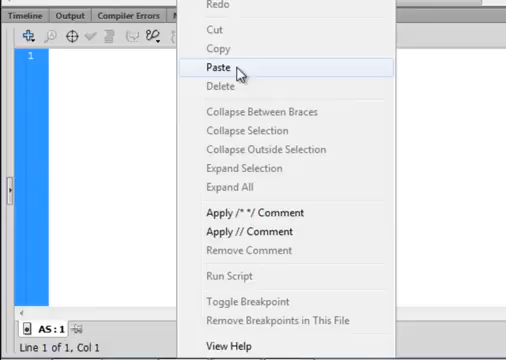 Redo
Timeline Output Compiler Errors
Cut
Copy
1
Paste
Delete
Collapse Between Braces
Collapse Selection
Collapse Outside Selection
Expand Selection
Expand All
Apply /* */ Comment
Apply // Comment
Remove Comment
Run Script
Toggle Breakpoint
Remove Breakpoints in This File
AS:1
Line 1 of 1, Col 1
View Help